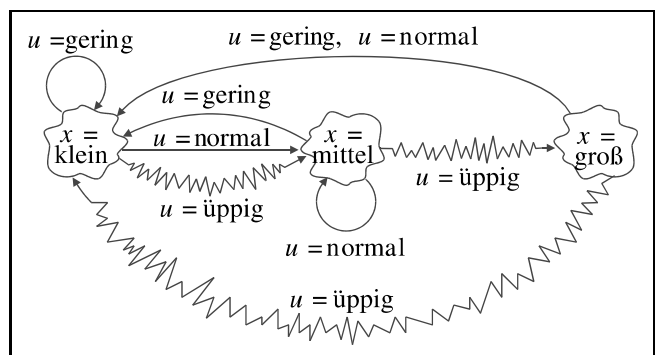 u = gering
u = gering, u = normal
u = gering
u = normal
x =
klein
x =
mittel
x =
groß
u = üppig
u = üppig
u = normal
u = üppig